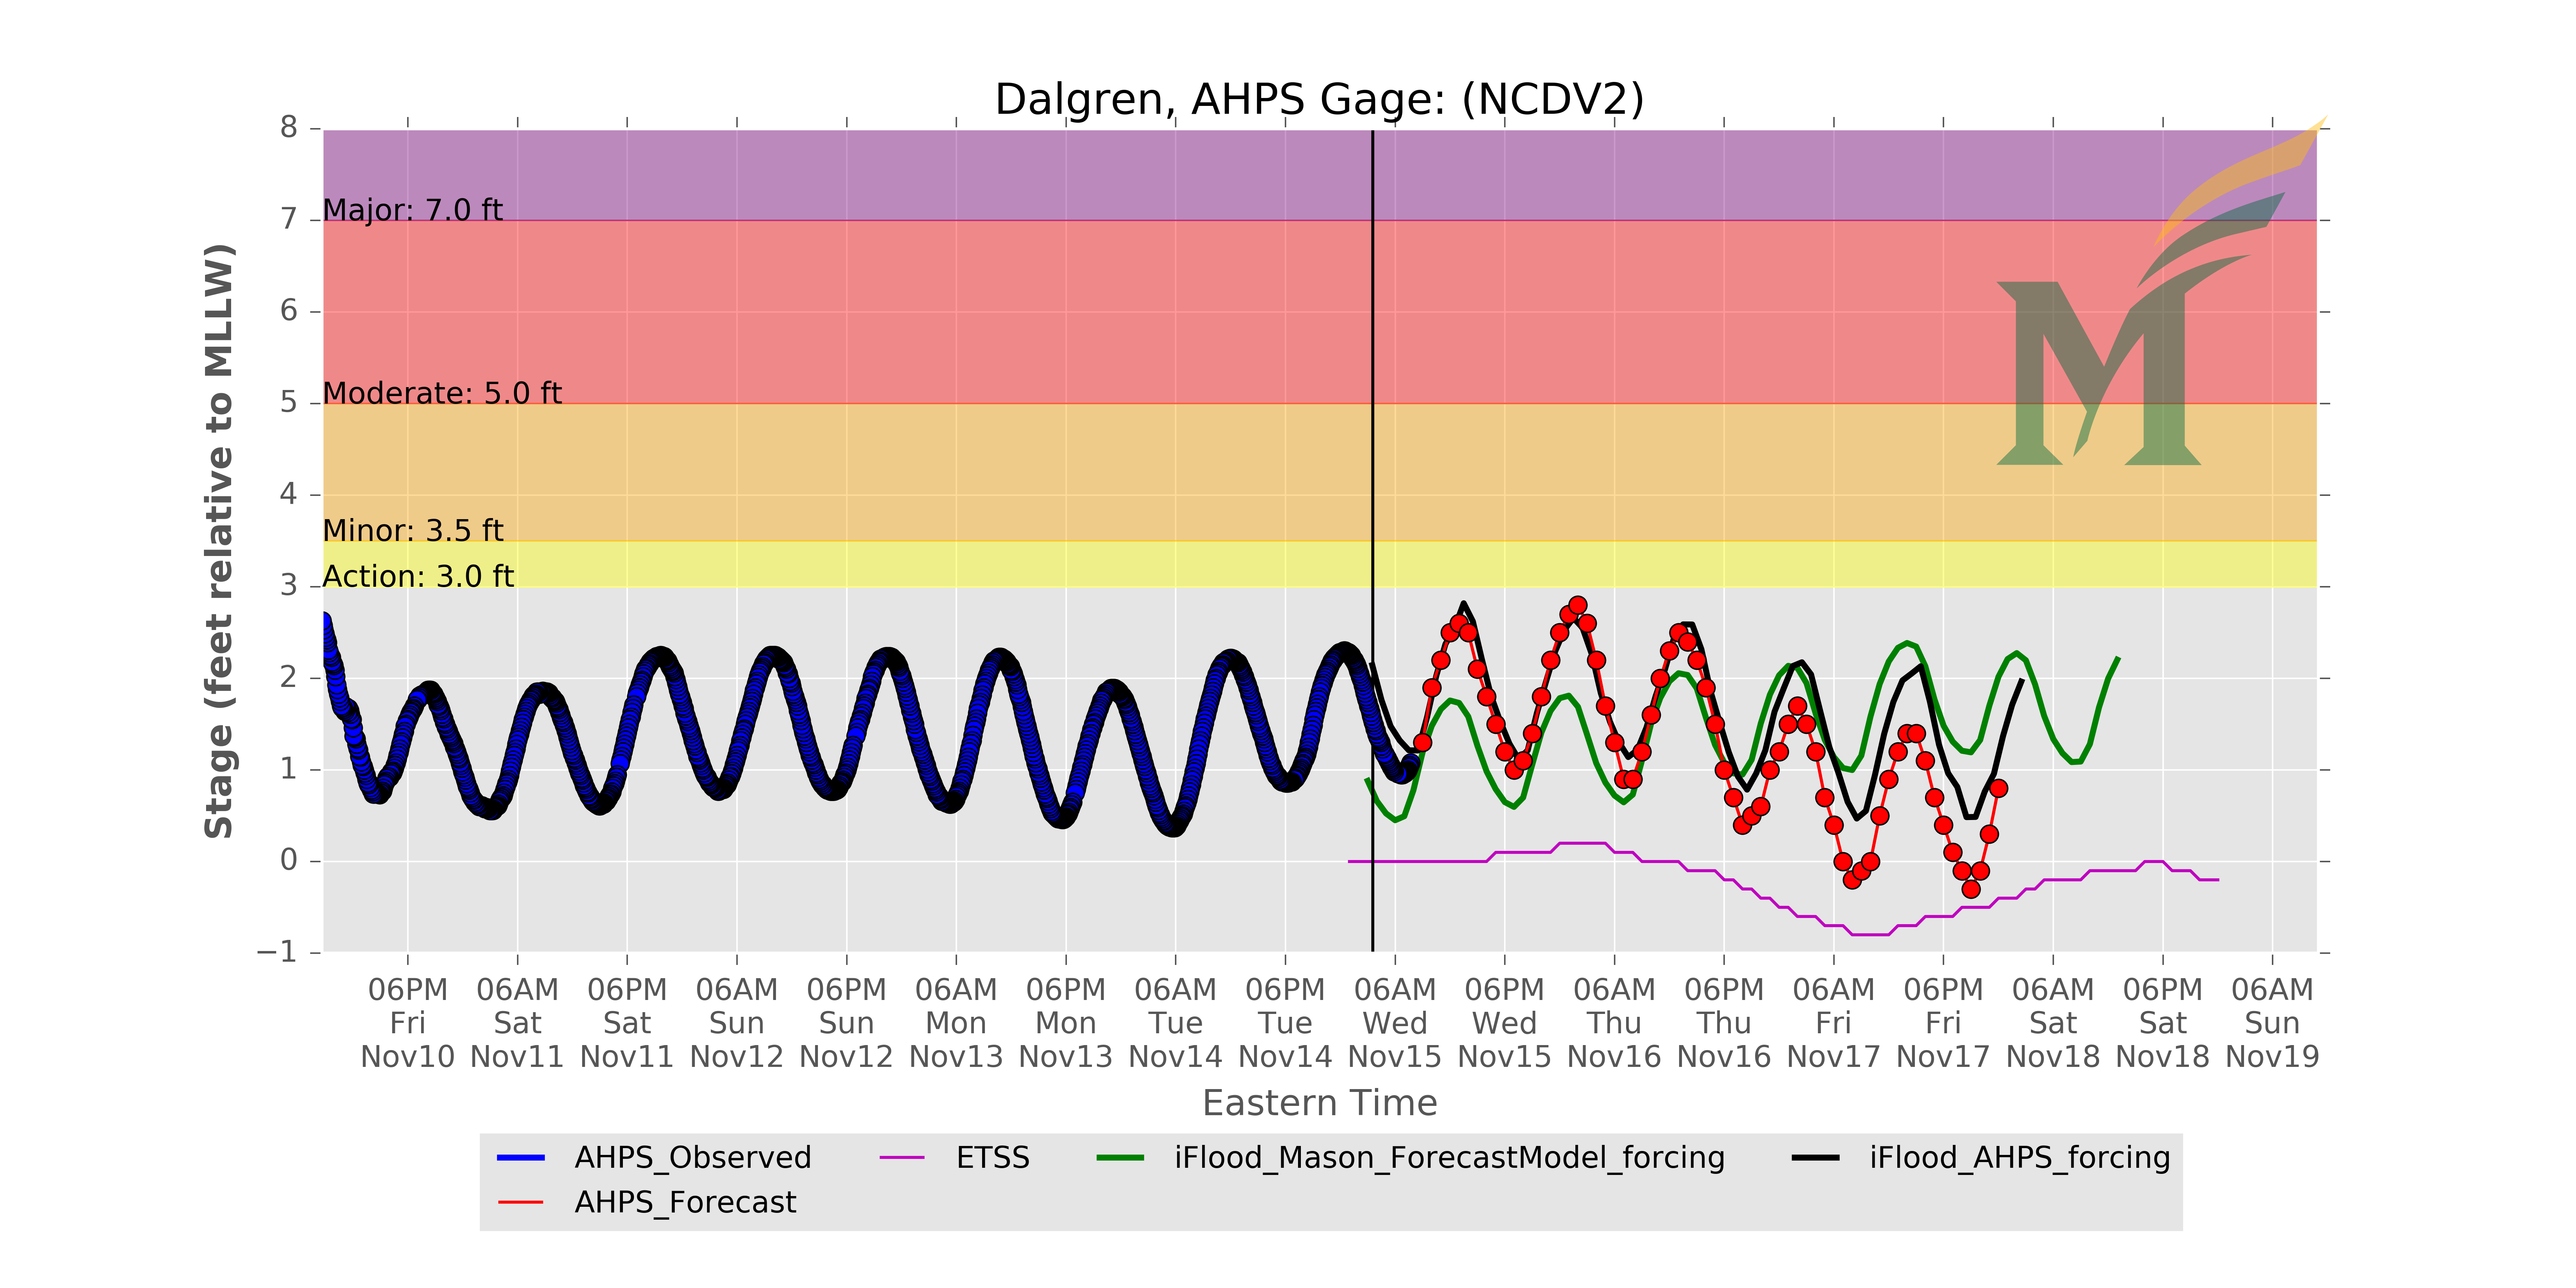 Dalgren, AHPS Gage: (NCDV2)
Stage (feet relative to MLLW)
8
7
6
5
4
3
2
1
0
−1
Major: 7.0 ft
Moderate: 5.0 ft
Minor: 3.5 ft
Action: 3.0 ft
M
06PM 06AM 06PM 06AM 06PM 06AM 06PM 06AM 06PM 06AM 06PM 06AM 06PM 06AM 06PM 06AM 06PM 06AM
Fri Sat Sat Sun Sun Mon Mon Tue Tue Wed Wed Thu Thu Fri Fri Sat Sat Sun
Nov10 Nov11 Nov11 Nov12 Nov12 Nov13 Nov13 Nov14 Nov14 Nov15 Nov15 Nov16 Nov16 Nov17 Nov17 Nov18 Nov18 Nov19
Eastern Time
AHPS_Observed ETSS iFlood_Mason_ForecastModel_forcing iFlood_AHPS_forcing
AHPS_Forecast